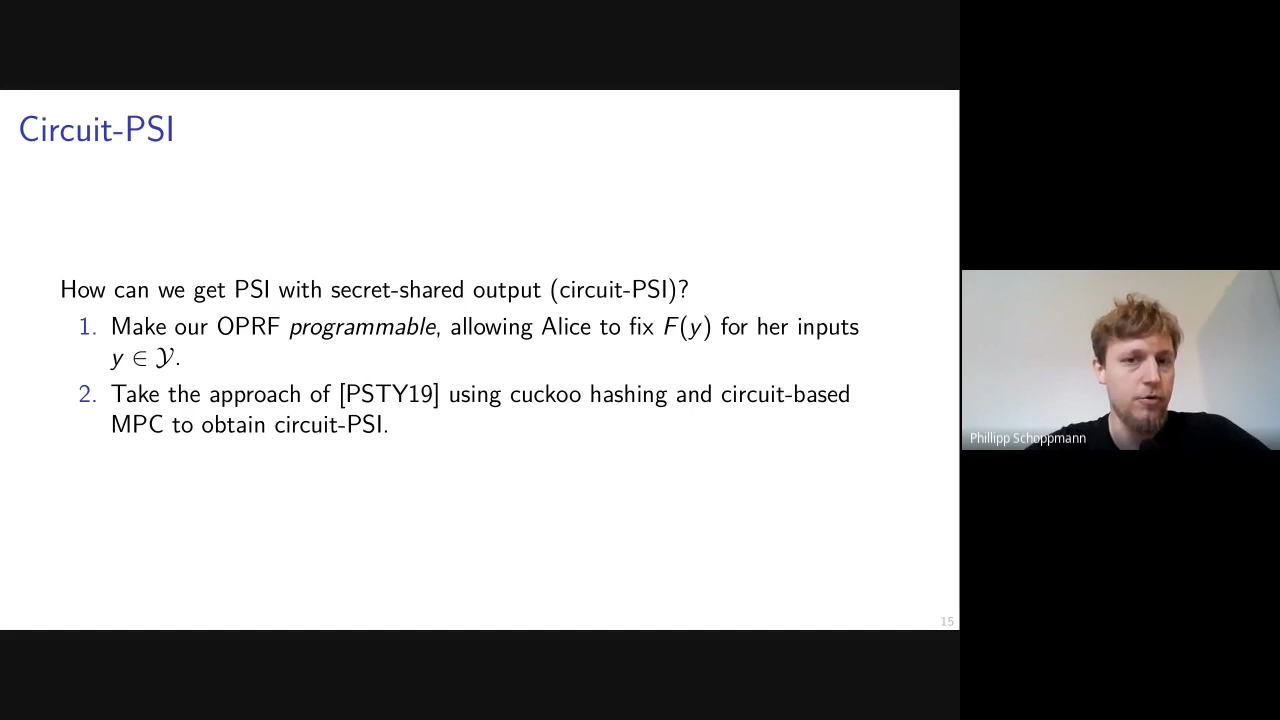 Circuit-PSI
How can we get PSI with secret-shared output (circuit-PSI)?
1. Make our OPRF programmable, allowing Alice to fix F(y) for her inputs
y ∈ 𝒴.
2. Take the approach of [PSTY19] using cuckoo hashing and circuit-based
MPC to obtain circuit-PSI.
15
Phillipp Schoppmann